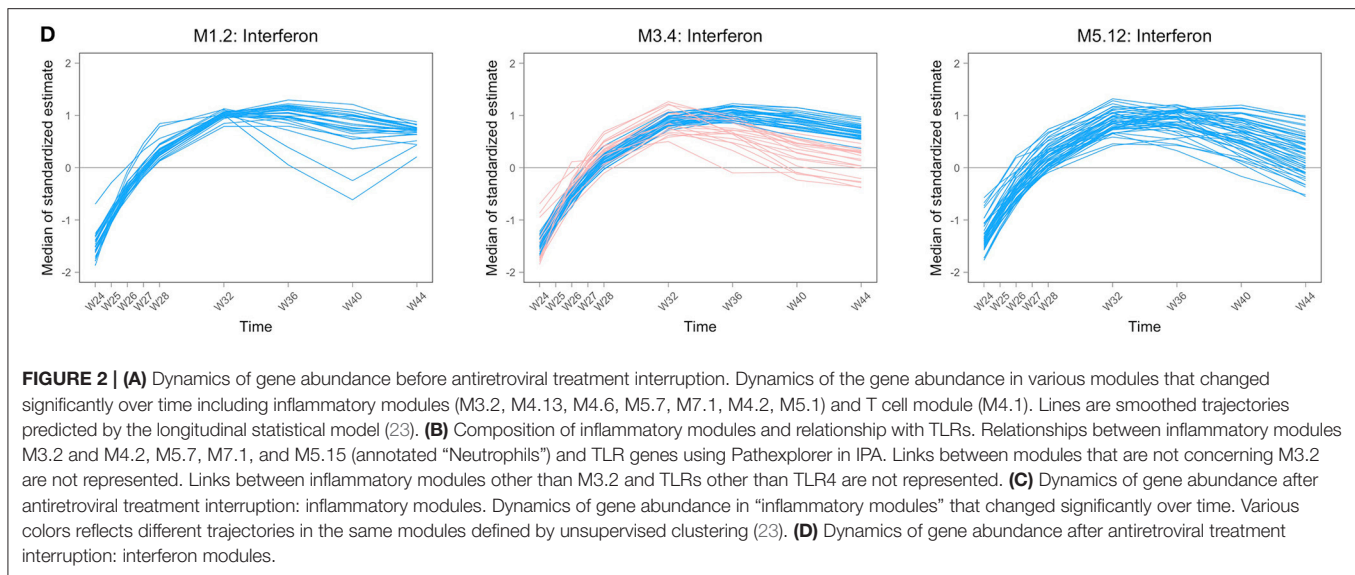 D
M1.2: Interferon
M3.4: Interferon
M5.12: Interferon
Median of standardized estimate
2
1
0
-1
-2
W24
W25
W26
W27
W28
W32
W36
W40
W44
Time
Median of standardized estimate
2
1
0
-1
-2
W24
W25
W26
W27
W28
W32
W36
W40
W44
Time
Median of standardized estimate
2
1
0
-1
-2
W24
W25
W26
W27
W28
W32
W36
W40
W44
Time
FIGURE 2 | (A) Dynamics of gene abundance before antiretroviral treatment interruption. Dynamics of the gene abundance in various modules that changed
significantly over time including inflammatory modules (M3.2, M4.13, M4.6, M5.7, M7.1, M4.2, M5.1) and T cell module (M4.1). Lines are smoothed trajectories
predicted by the longitudinal statistical model (23). (B) Composition of inflammatory modules and relationship with TLRs. Relationships between inflammatory modules
M3.2 and M4.2, M5.7, M7.1, and M5.15 (annotated “Neutrophils”) and TLR genes using Pathexplorer in IPA. Links between modules that are not concerning M3.2
are not represented. Links between inflammatory modules other than M3.2 and TLRs other than TLR4 are not represented. (C) Dynamics of gene abundance after
antiretroviral treatment interruption: inflammatory modules. Dynamics of gene abundance in “inflammatory modules” that changed significantly over time. Various
colors reflects different trajectories in the same modules defined by unsupervised clustering (23). (D) Dynamics of gene abundance after antiretroviral treatment
interruption: interferon modules.